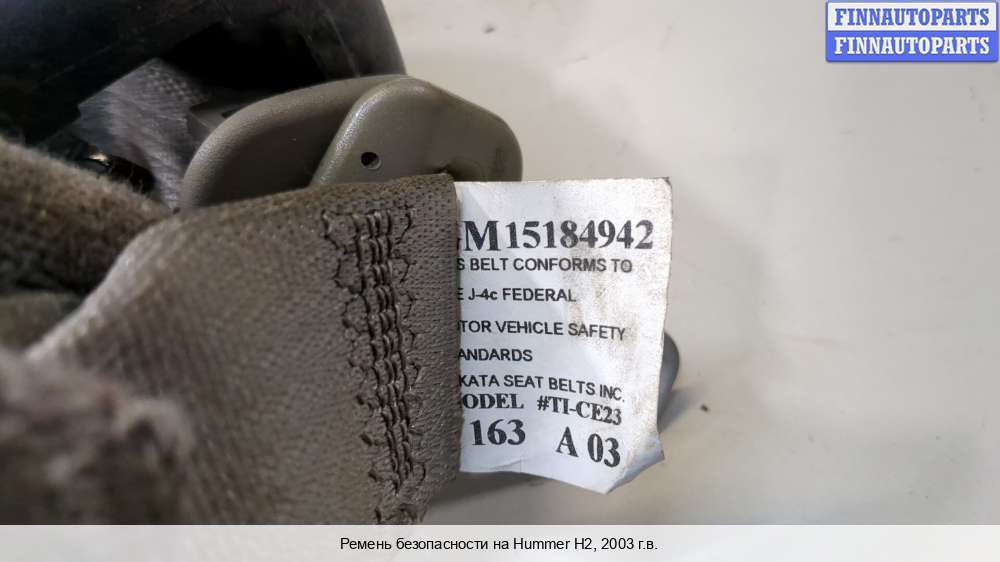 FINNAUTOPARTS
FINNAUTOPARTS
GM15184942
S BELT CONFORMS TO
E J-4c FEDERAL
TOR VEHICLE SAFETY
ANDARDS
KATA SEAT BELTS INC.
ODEL #TI-CE23
163 A 03
Ремень безопасности на Hummer H2, 2003 г.в.